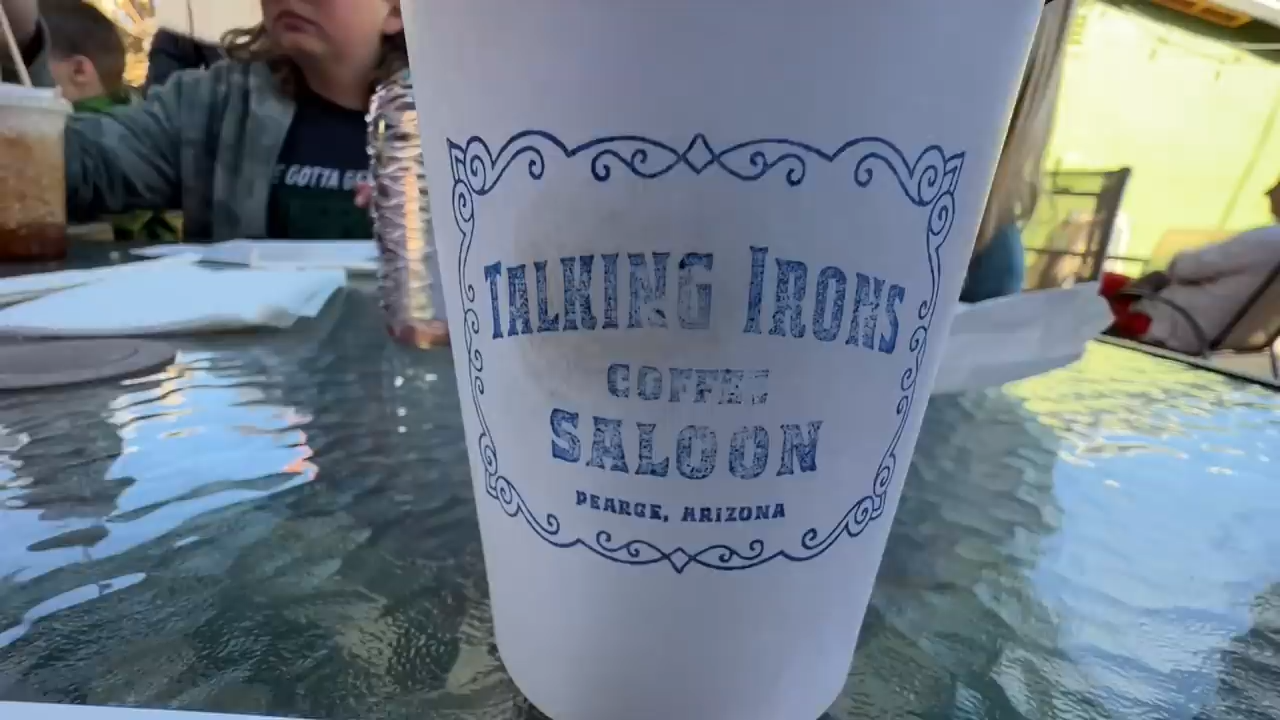 GOTTA
TALKING IRONS
COFFEE
SALOON
PEARCE, ARIZONA